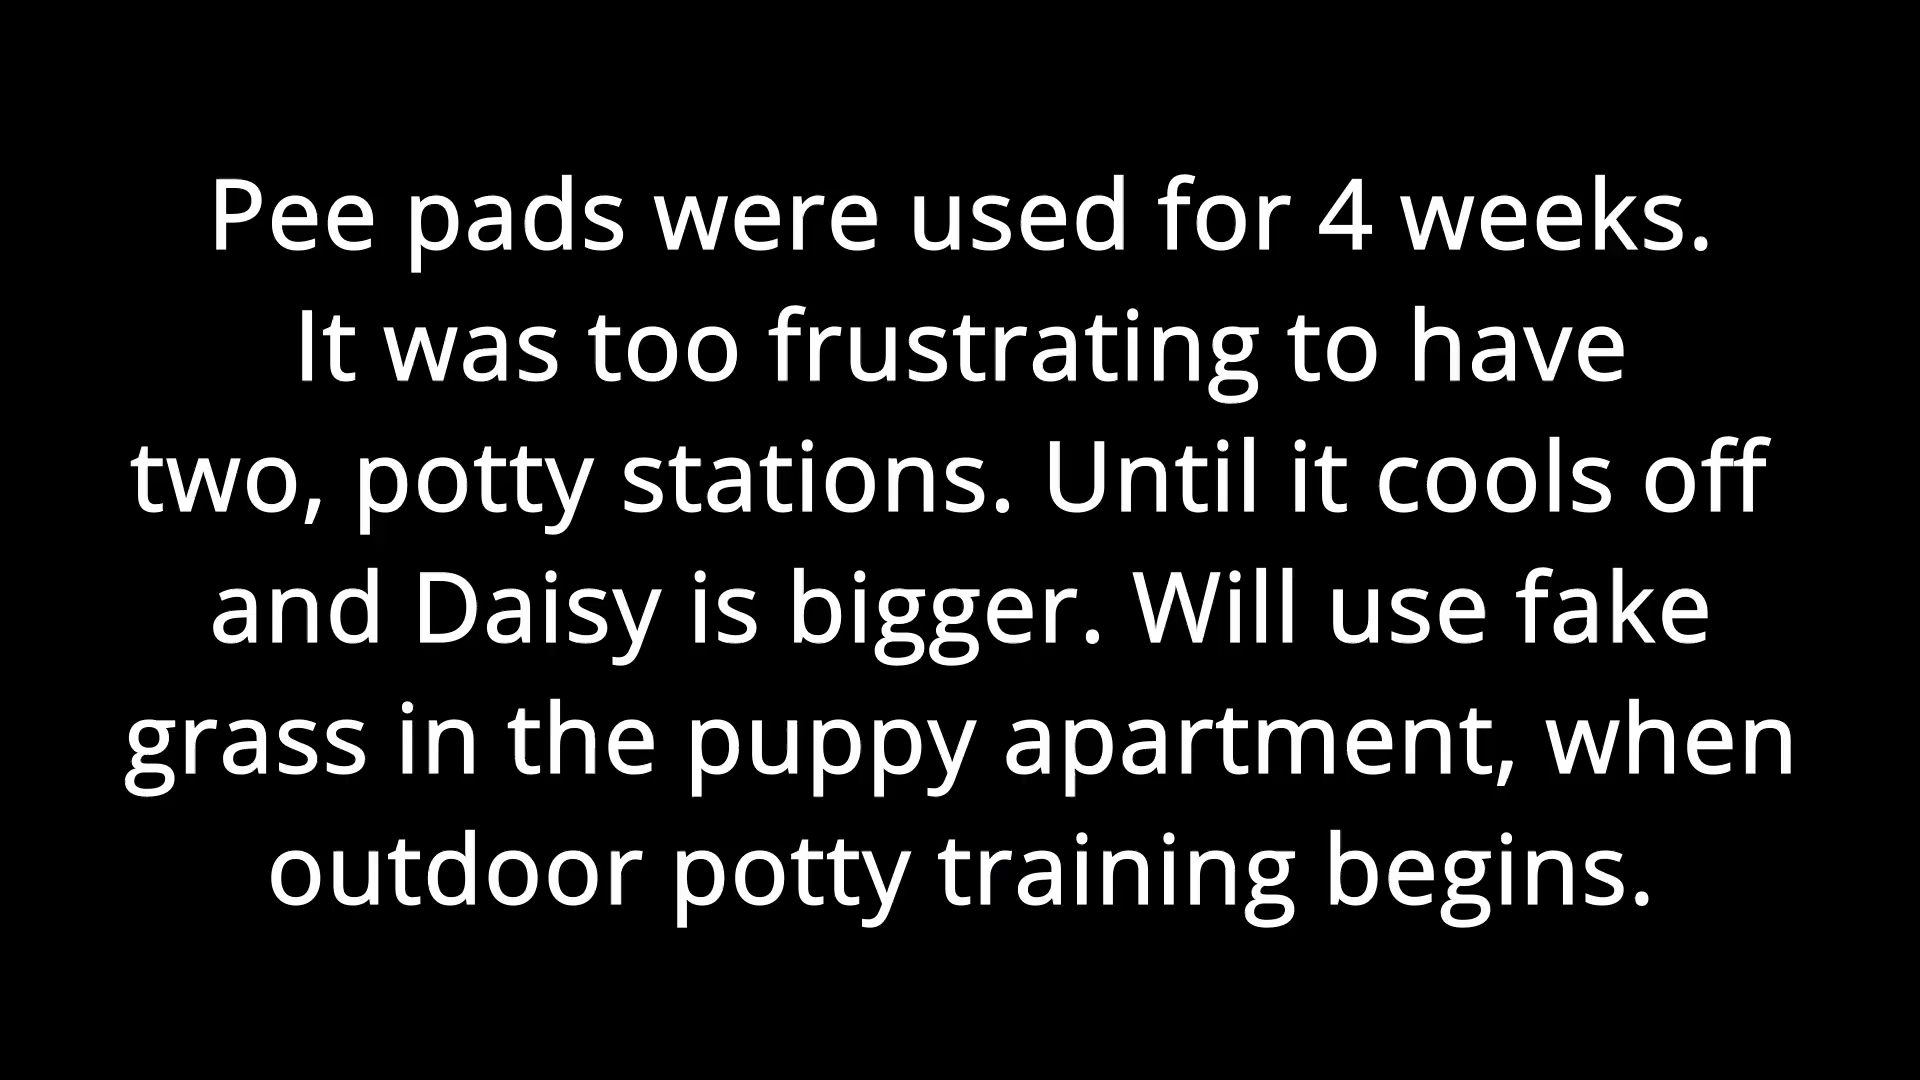 Pee pads were used for 4 weeks.
It was too frustrating to have
two, potty stations. Until it cools off
and Daisy is bigger. Will use fake
grass in the puppy apartment, when
outdoor potty training begins.